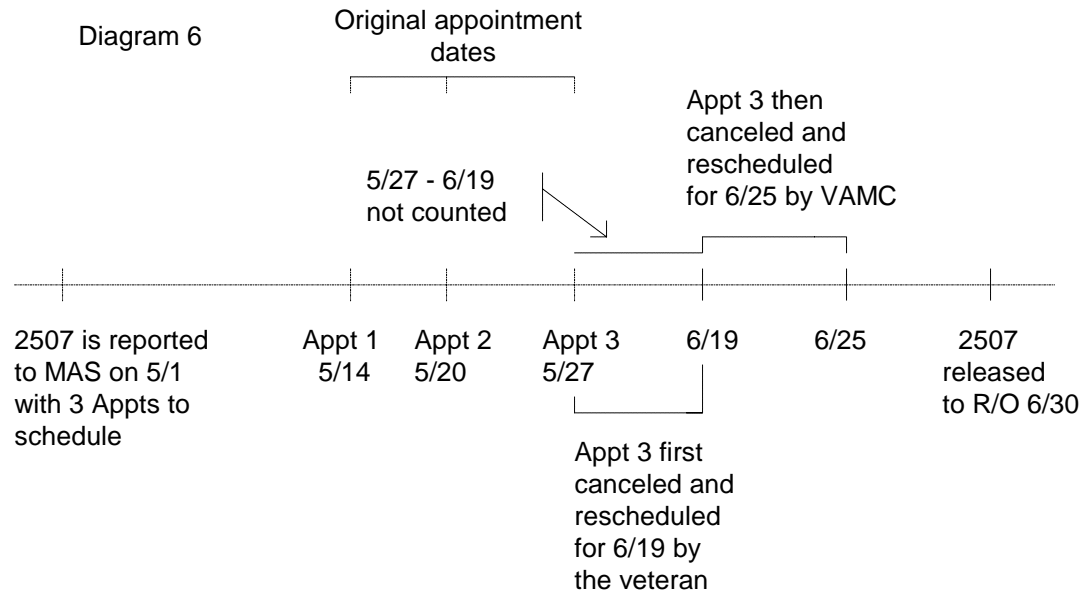 Diagram 6
Original appointment
dates
Appt 3 then
canceled and
rescheduled
for 6/25 by VAMC
5/27 - 6/19
not counted
2507 is reported
to MAS on 5/1
with 3 Appts to
schedule
Appt 1
5/14
Appt 2
5/20
Appt 3
5/27
6/19
6/25
2507
released
to R/O 6/30
Appt 3 first
canceled and
rescheduled
for 6/19 by
the veteran